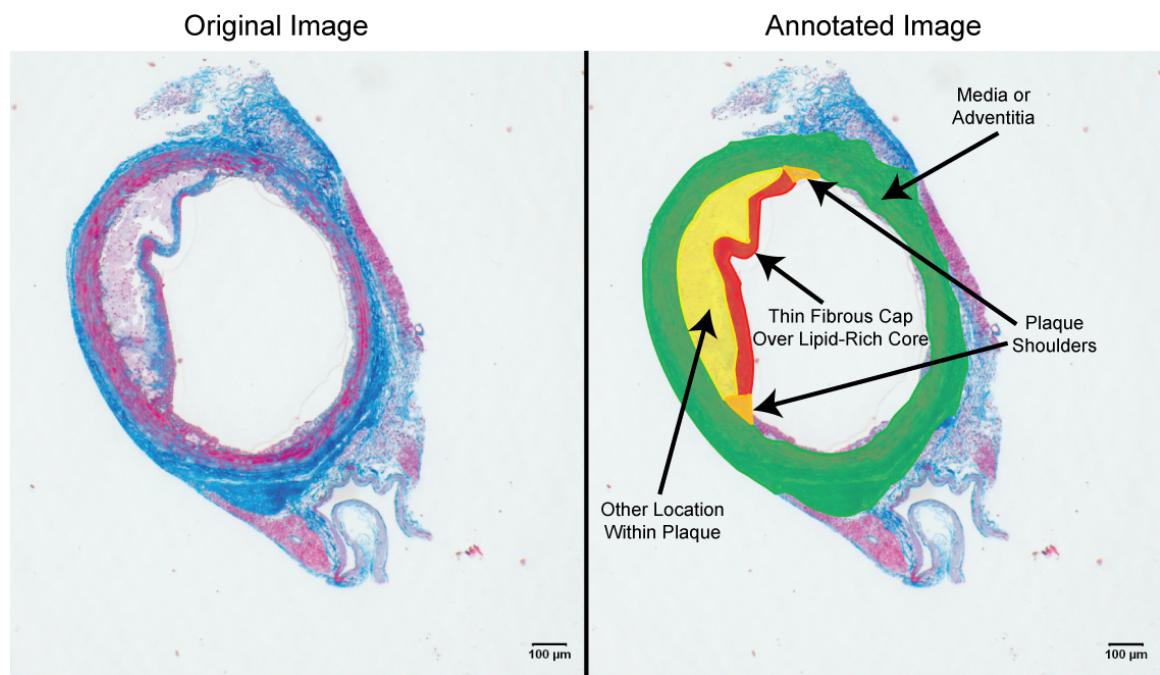 Original Image
Annotated Image
Media or
Adventitia
Thin Fibrous Cap
Over Lipid-Rich Core
Plaque
Shoulders
Other Location
Within Plaque
100 µm
100 µm